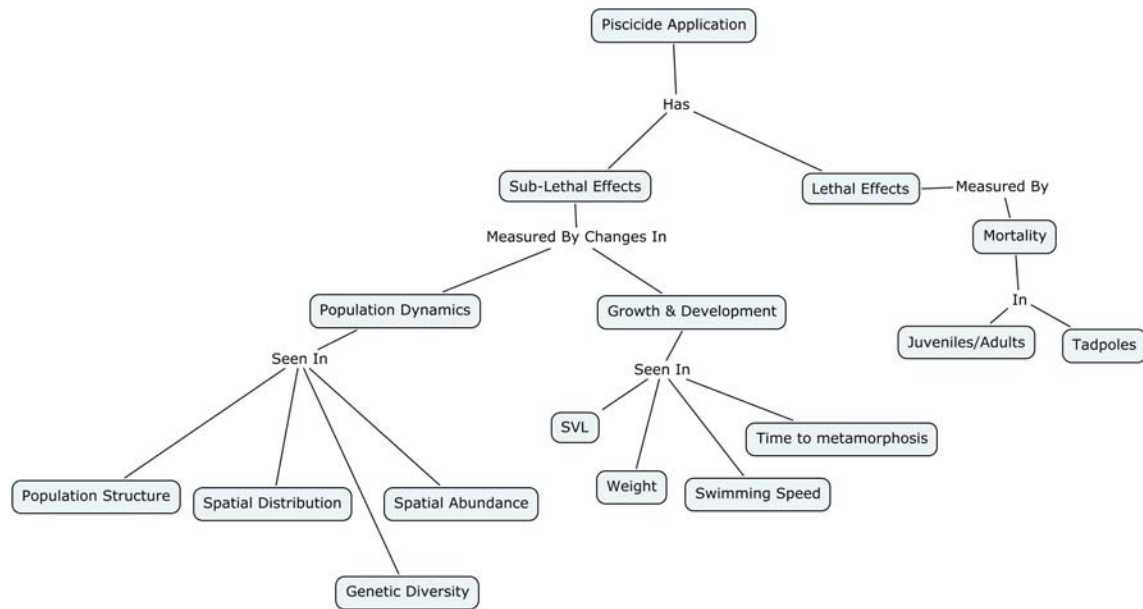 Piscicide Application
Has
Sub-Lethal Effects
Lethal Effects
Measured By
Measured By Changes In
Mortality
Population Dynamics
Growth & Development
In
Juveniles/Adults
Tadpoles
Seen In
Seen In
SVL
Time to metamorphosis
Weight
Swimming Speed
Population Structure
Spatial Distribution
Spatial Abundance
Genetic Diversity